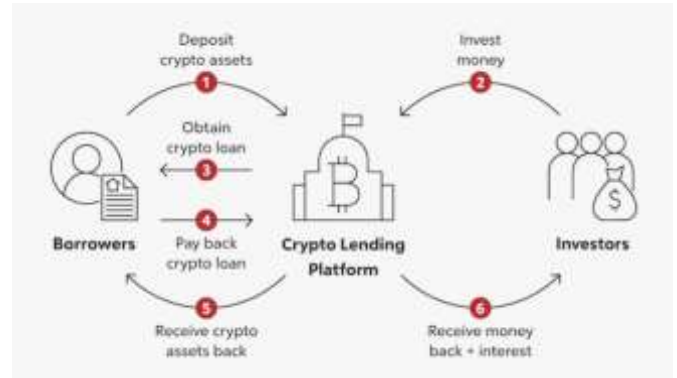 Deposit
crypto assets
1
Invest
money
2
Obtain
crypto loan
3
4
Pay back
crypto loan
Borrowers
Crypto Lending
Platform
Investors
$
5
Receive crypto
assets back
6
Receive money
back + interest